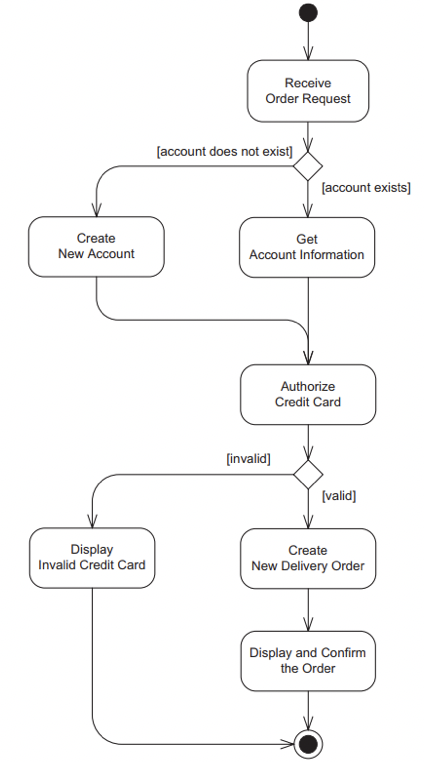 Receive
Order Request
[account does not exist]
[account exists]
Create
New Account
Get
Account Information
Authorize
Credit Card
[invalid]
[valid]
Display
Invalid Credit Card
Create
New Delivery Order
Display and Confirm
the Order